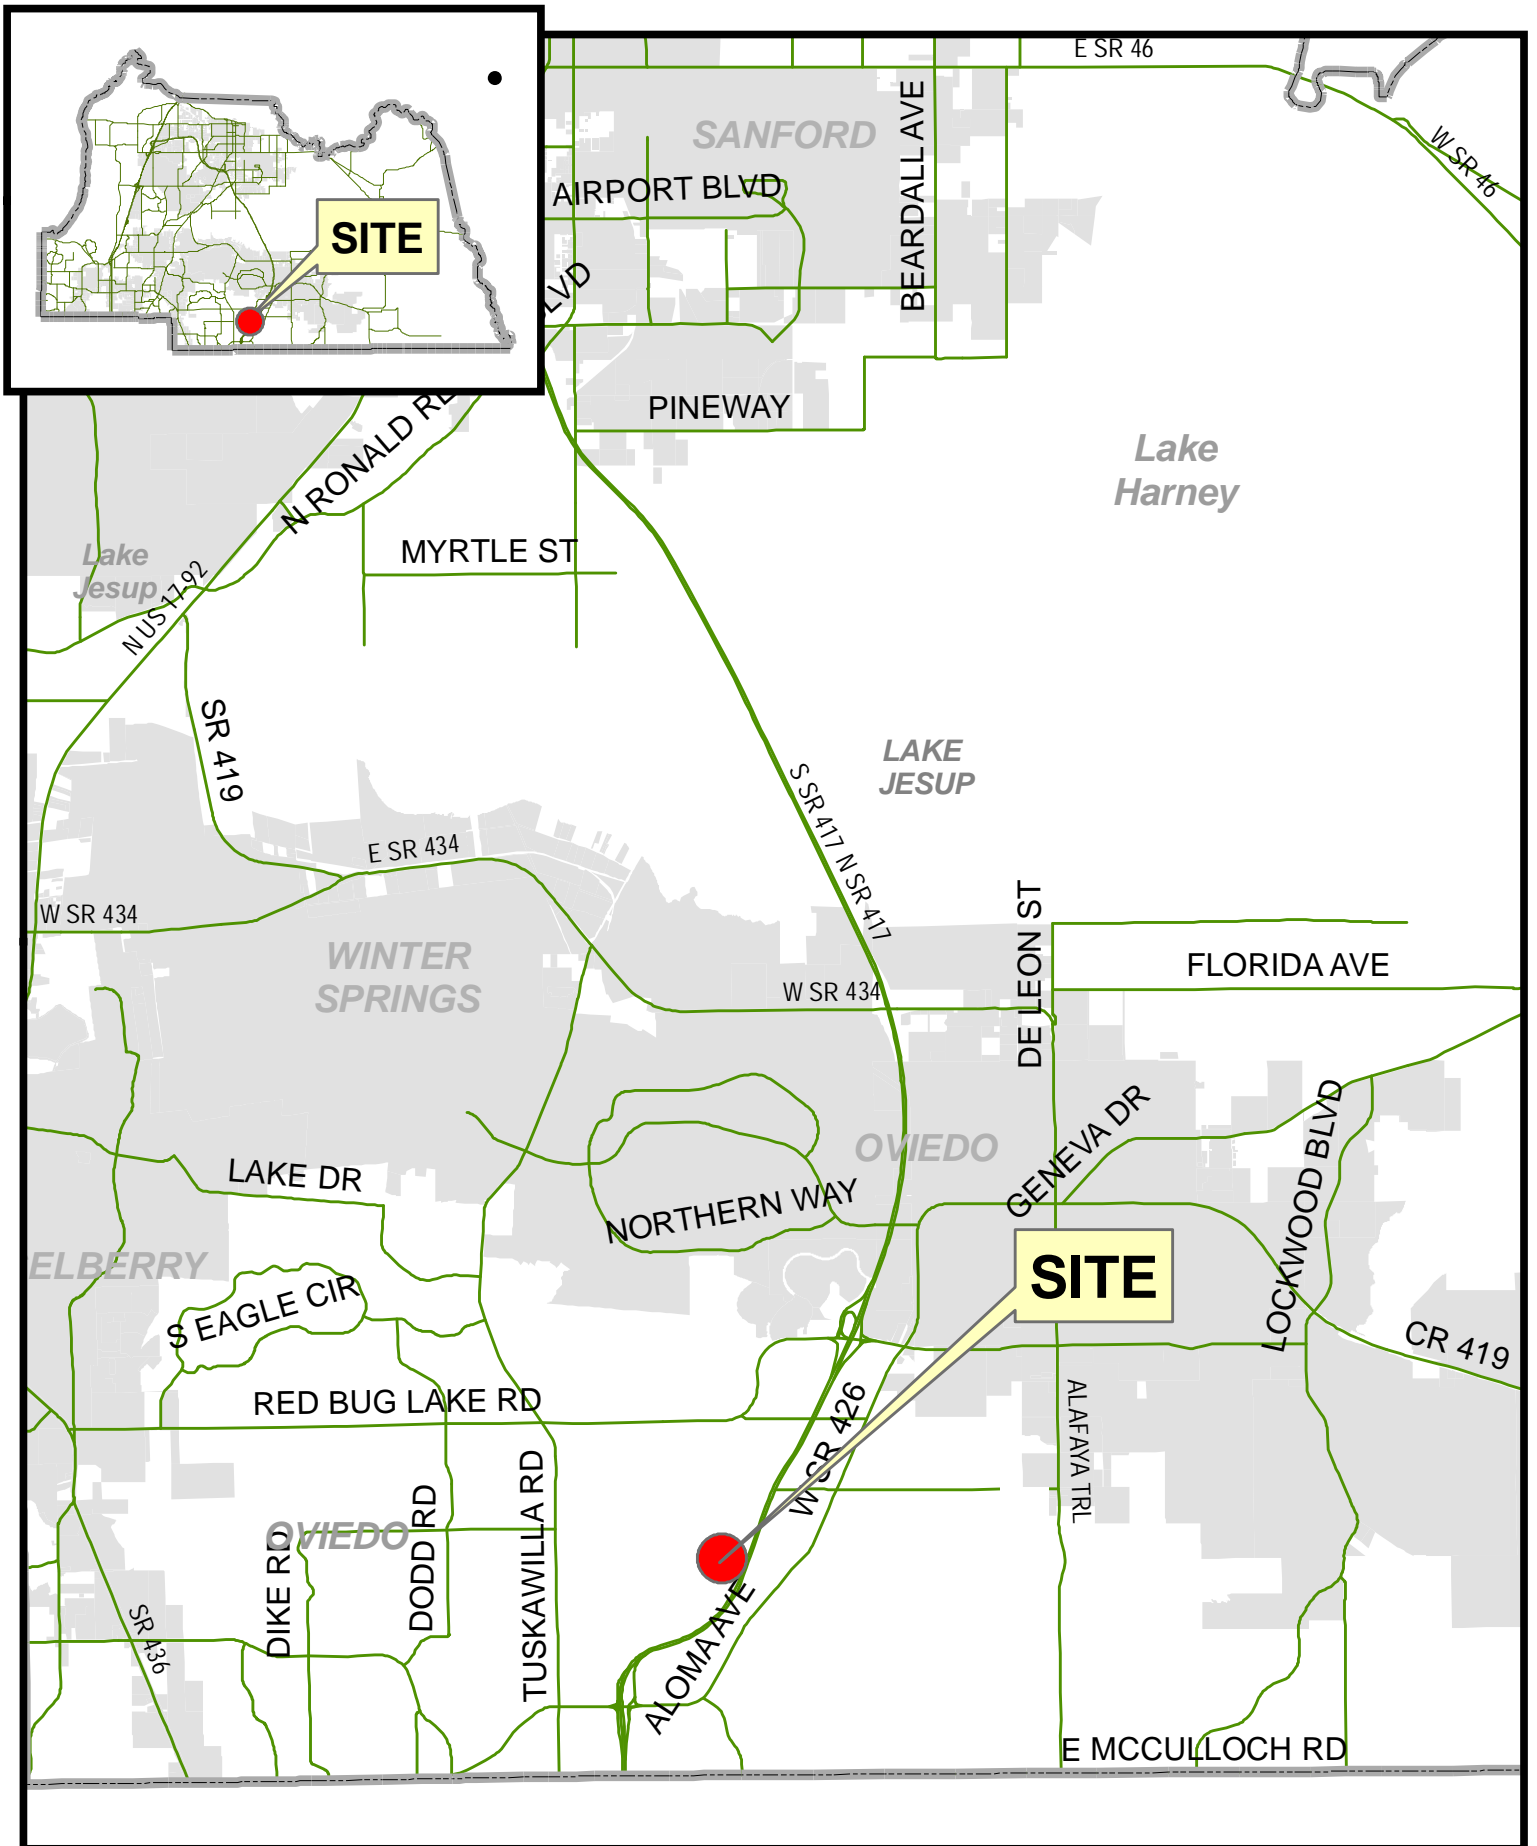 E SR 46
SANFORD
BEARDALL AVE
W SR 46
AIRPORT BLVD
SITE
LVD
PINEWAY
N RONALD RE
Lake
Harney
MYRTLE ST
Lake
Jesup
N US 17-92
SR 419
LAKE
JESUP
S SR 417 N SR 417
E SR 434
W SR 434
DE LEON ST
WINTER
SPRINGS
FLORIDA AVE
W SR 434
GENEVA DR
LOCKWOOD BLVD
OVIEDO
LAKE DR
NORTHERN WAY
ELBERRY
SITE
S EAGLE CIR
CR 419
RED BUG LAKE RD
W SR 426
ALAFAYA TRL
TUSKAWILLA RD
DODD RD
OVIEDO
DIKE RD
SR 436
ALOMA AVE
E MCCULLOCH RD